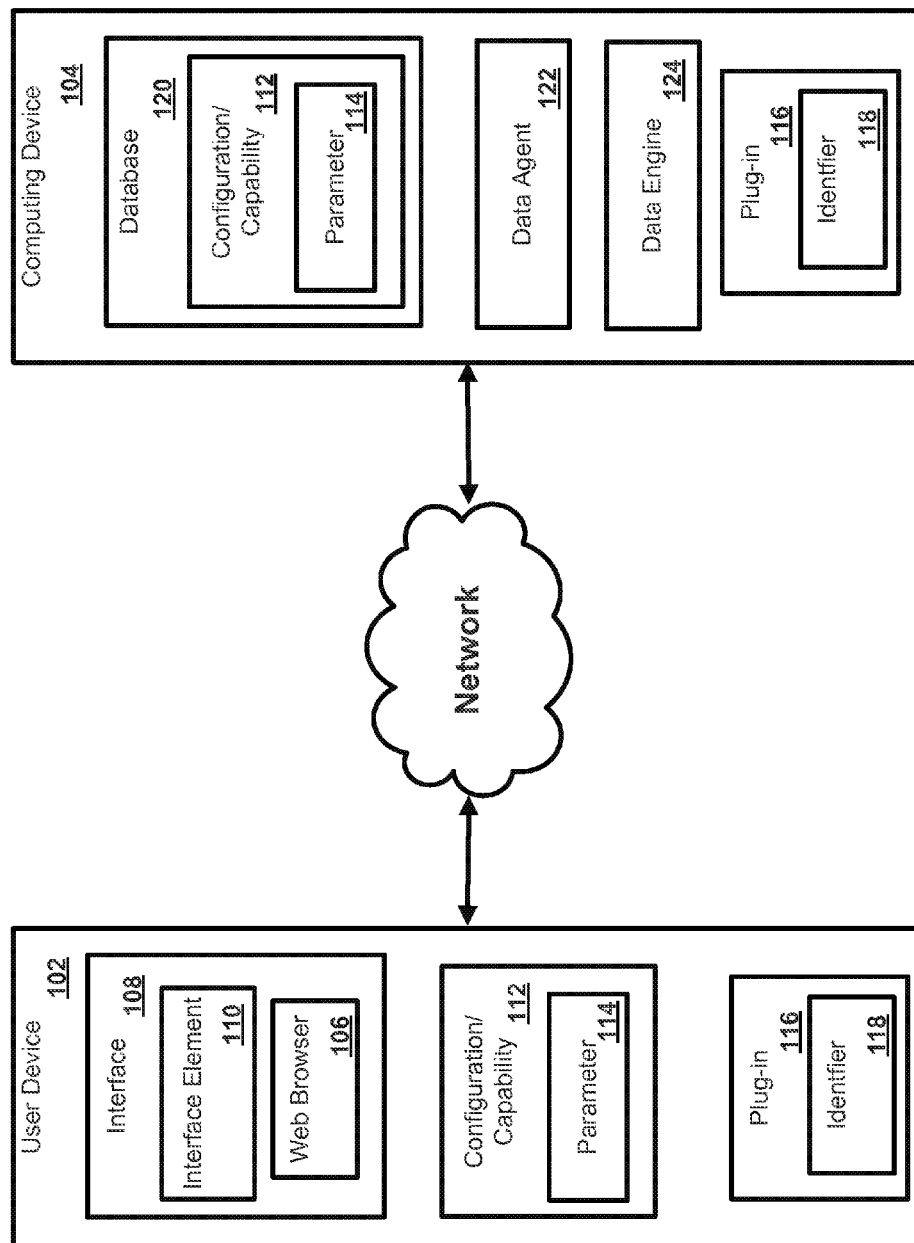 User Device
102
Interface
108
Interface Element
110
Web Browser
106
Configuration/
Capability
112
Parameter
114
Plug-in
116
Identfier
118
Network
Computing Device
104
Database
120
Configuration/
Capability
112
Parameter
114
Data Agent
122
Data Engine
124
Plug-in
116
Identfier
118